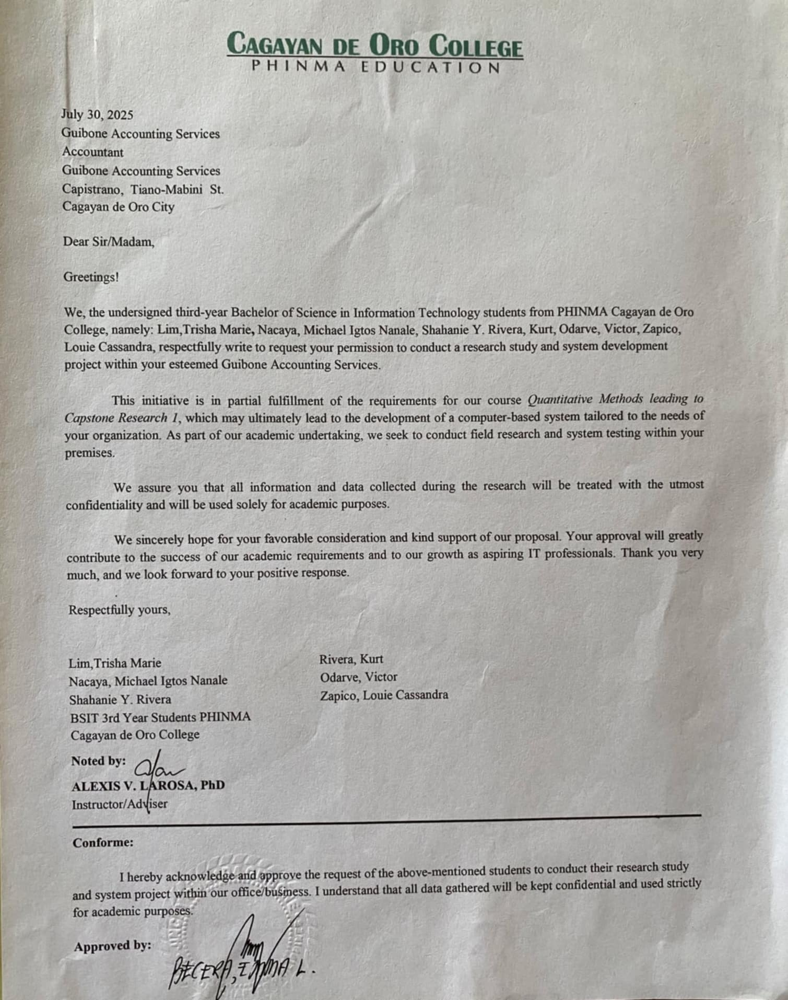 CAGAYAN DE ORO COLLEGE
PHINMA EDUCATION
July 30, 2025
Guibone Accounting Services
Accountant
Guibone Accounting Services
Capistrano, Tiano-Mabini St.
Cagayan de Oro City
Dear Sir/Madam,
Greetings!
We, the undersigned third-year Bachelor of Science in Information Technology students from PHINMA Cagayan de Oro
College, namely: Lim,Trisha Marie, Nacaya, Michael Igtos Nanale, Shahanie Y. Rivera, Kurt, Odarve, Victor, Zapico,
Louie Cassandra, respectfully write to request your permission to conduct a research study and system development
project within your esteemed Guibone Accounting Services.
This initiative is in partial fulfillment of the requirements for our course Quantitative Methods leading to
Capstone Research 1, which may ultimately lead to the development of a computer-based system tailored to the needs of
your organization. As part of our academic undertaking, we seek to conduct field research and system testing within your
premises.
We assure you that all information and data collected during the research will be treated with the utmost
confidentiality and will be used solely for academic purposes.
We sincerely hope for your favorable consideration and kind support of our proposal. Your approval will greatly
contribute to the success of our academic requirements and to our growth as aspiring IT professionals. Thank you very
much, and we look forward to your positive response.
Respectfully yours,
Lim,Trisha Marie
Nacaya, Michael Igtos Nanale
Shahanie Y. Rivera
BSIT 3rd Year Students PHINMA
Cagayan de Oro College
Rivera, Kurt
Odarve, Victor
Zapico, Louie Cassandra
Noted by:
ALEXIS V. LAROSA, PhD
Instructor/Adviser
Conforme:
I hereby acknowledge and approve the request of the above-mentioned students to conduct their research study
and system project within our office/business. I understand that all data gathered will be kept confidential and used strictly
for academic purposes.
Approved by:
BECERA, EMMA L.